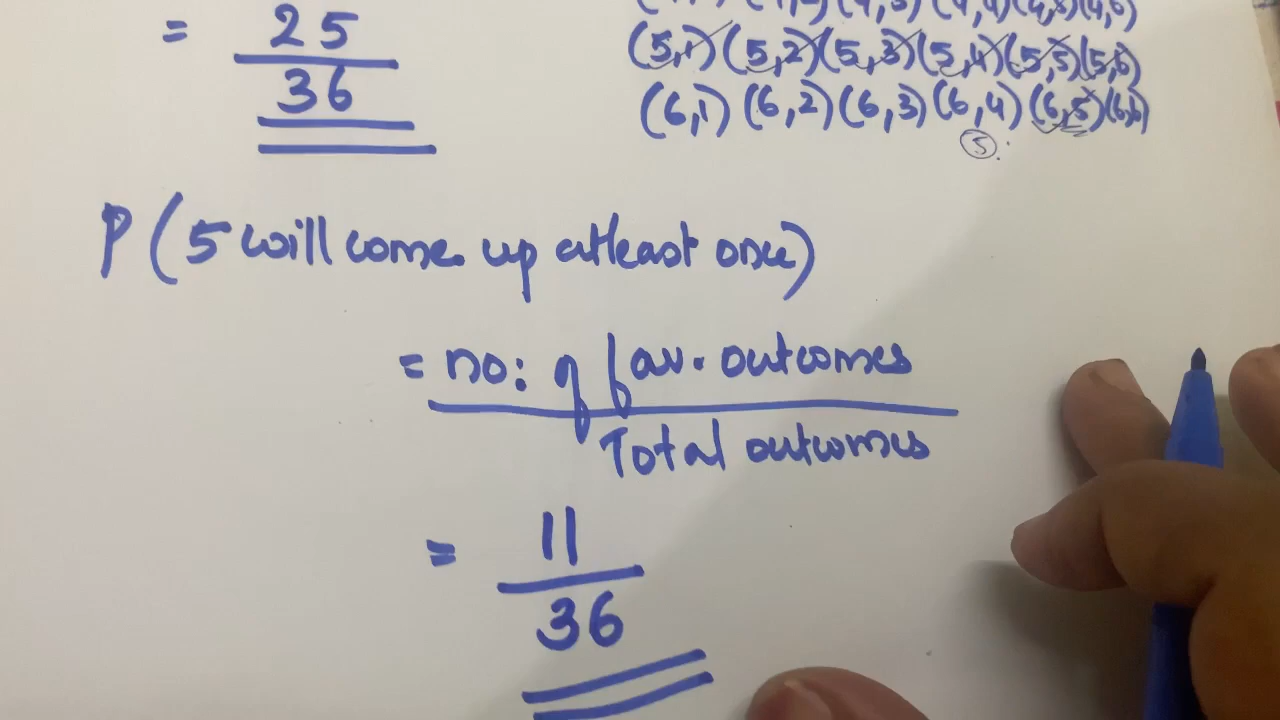 = 25
36
(5,1) (5,2) (5,3) (5,4) (5,5) (5,6)
(6,1) (6,2) (6,3) (6,4) (6,5) (6,6)
5
P (5 will come up atleast once)
= no: of fav. outcomes
Total outcomes
= 11
36